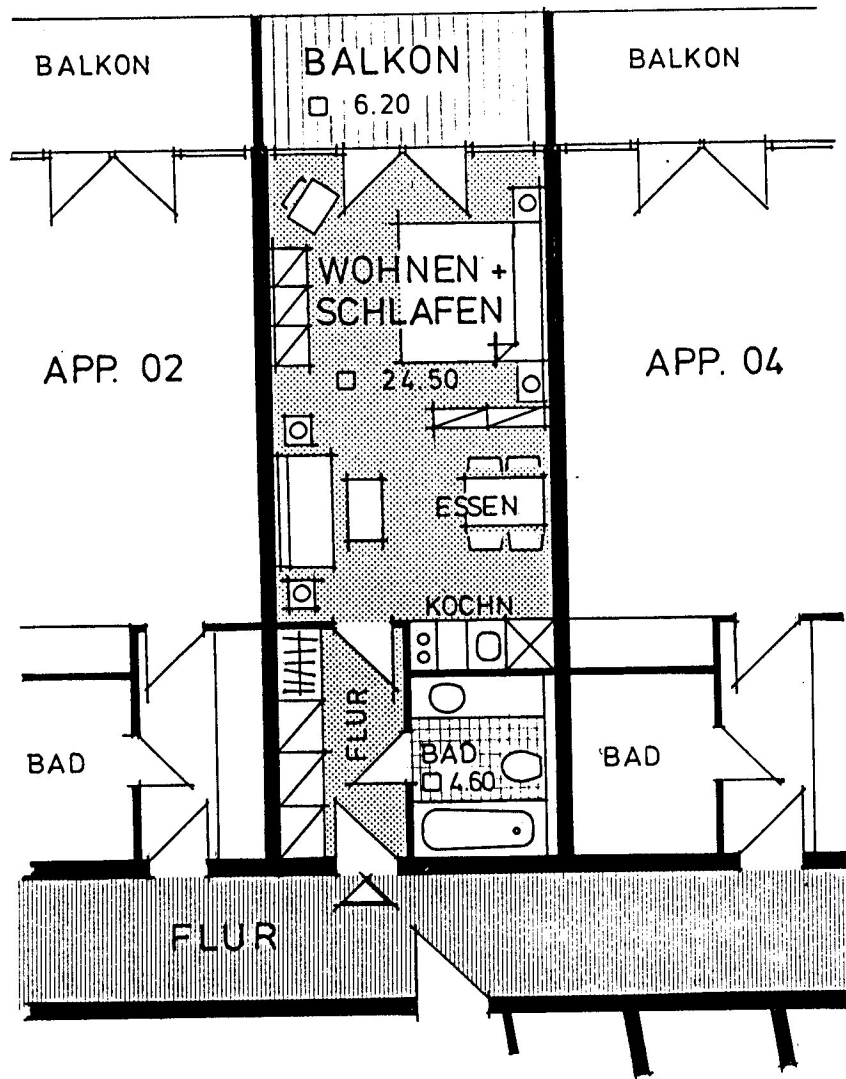 BALKON
BALKON
BALKON
6.20
WOHNEN +
SCHLAFEN
APP. 02
24.50
APP. 04
ESSEN
KOCHN
FLUR
BAD
BAD
4.60
BAD
FLUR